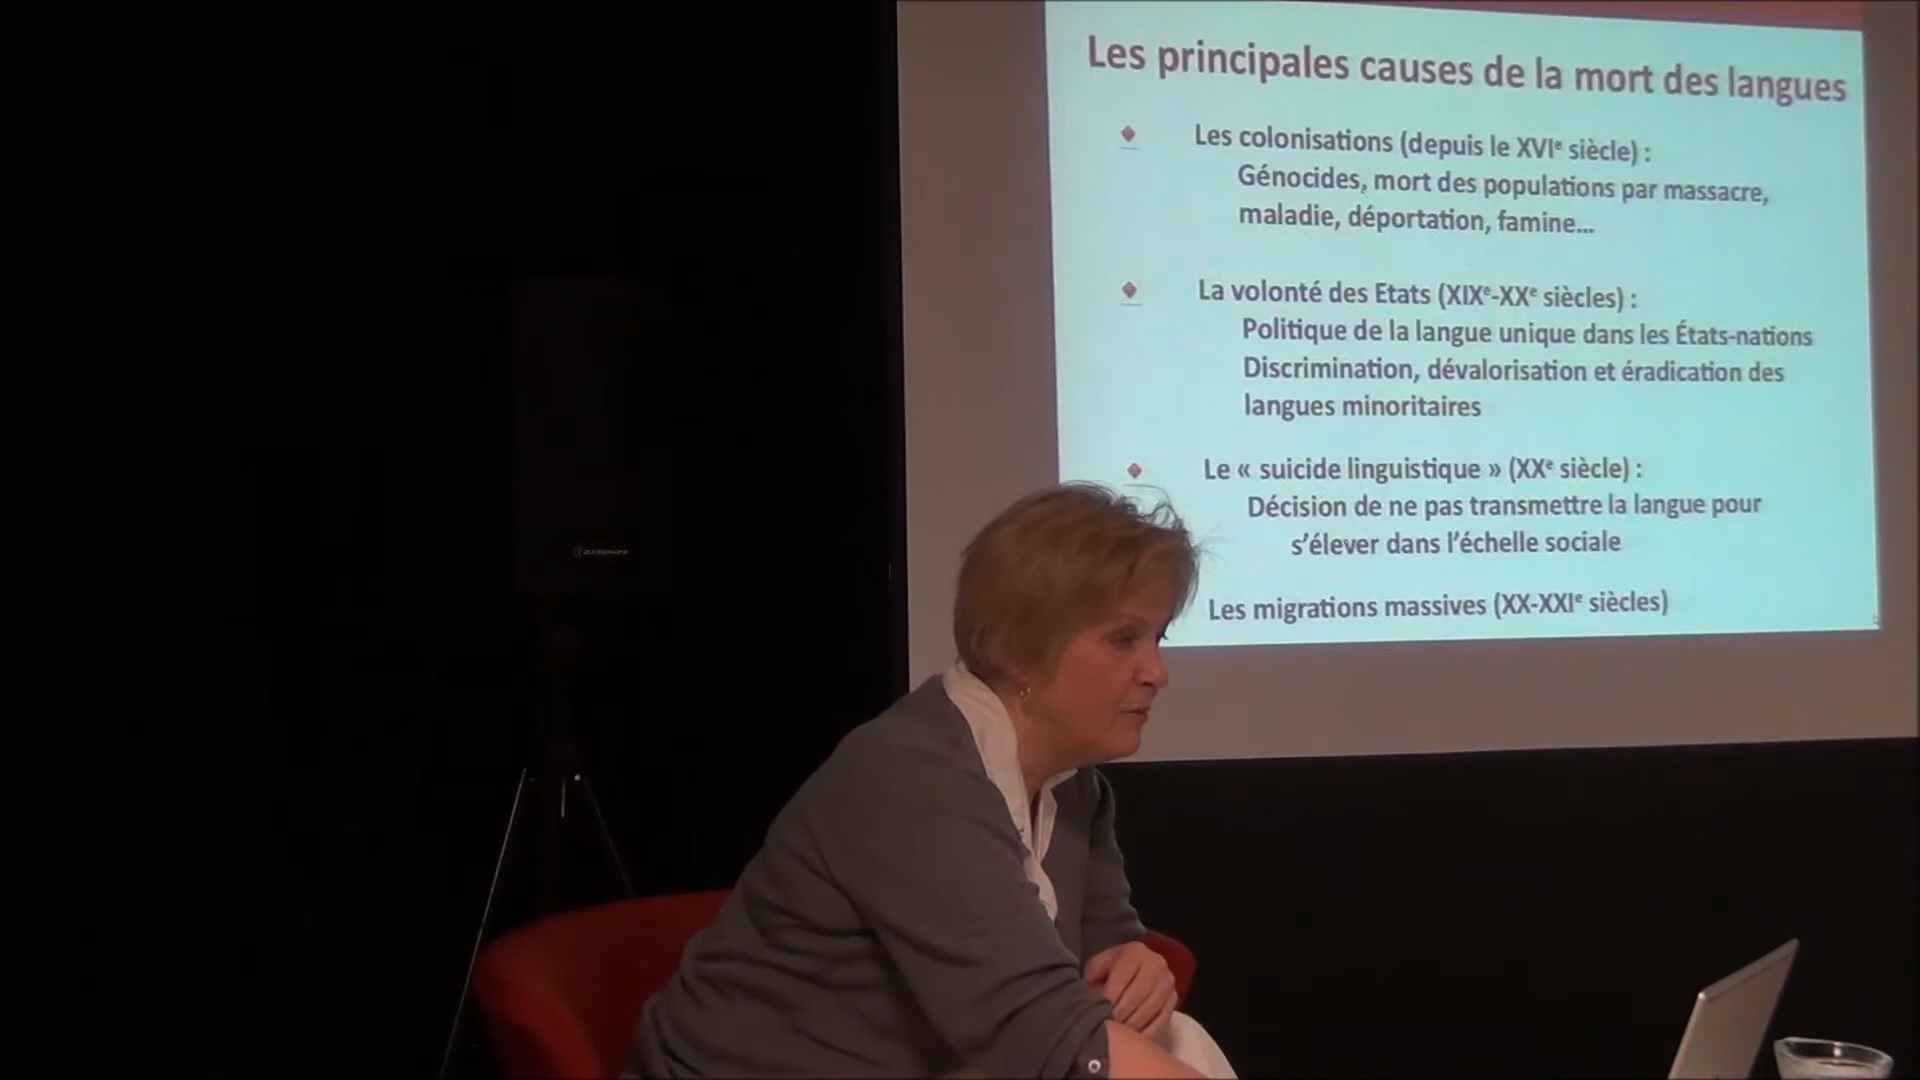 Les principales causes de la mort des langues
Les colonisations (depuis le XVIe siècle) :
Génocides, mort des populations par massacre,
maladie, déportation, famine...
La volonté des Etats (XIXe-XXe siècles) :
Politique de la langue unique dans les États-nations
Discrimination, dévalorisation et éradication des
langues minoritaires
Le « suicide linguistique » (XXe siècle) :
Décision de ne pas transmettre la langue pour
s’élever dans l’échelle sociale
Les migrations massives (XX-XXIe siècles)